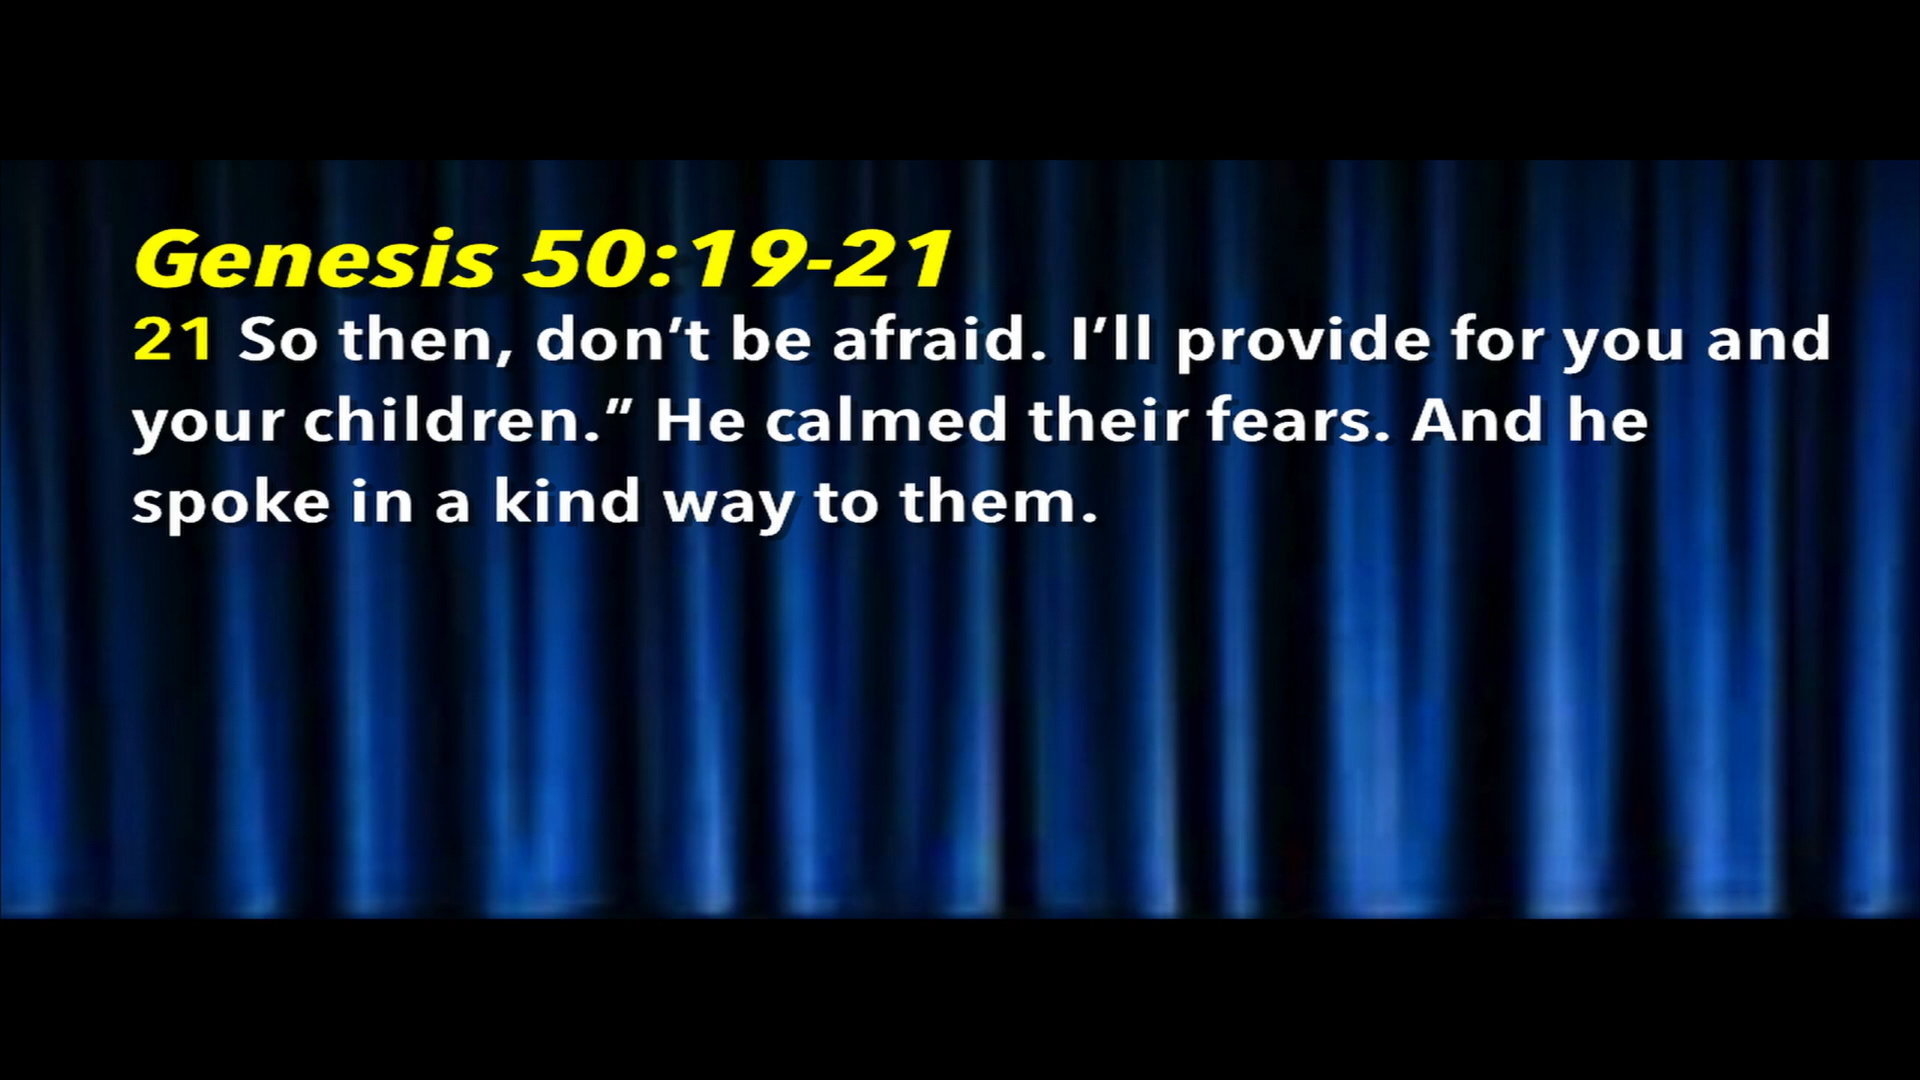 Genesis 50:19-21
21 So then, don’t be afraid. I’ll provide for you and
your children.” He calmed their fears. And he
spoke in a kind way to them.